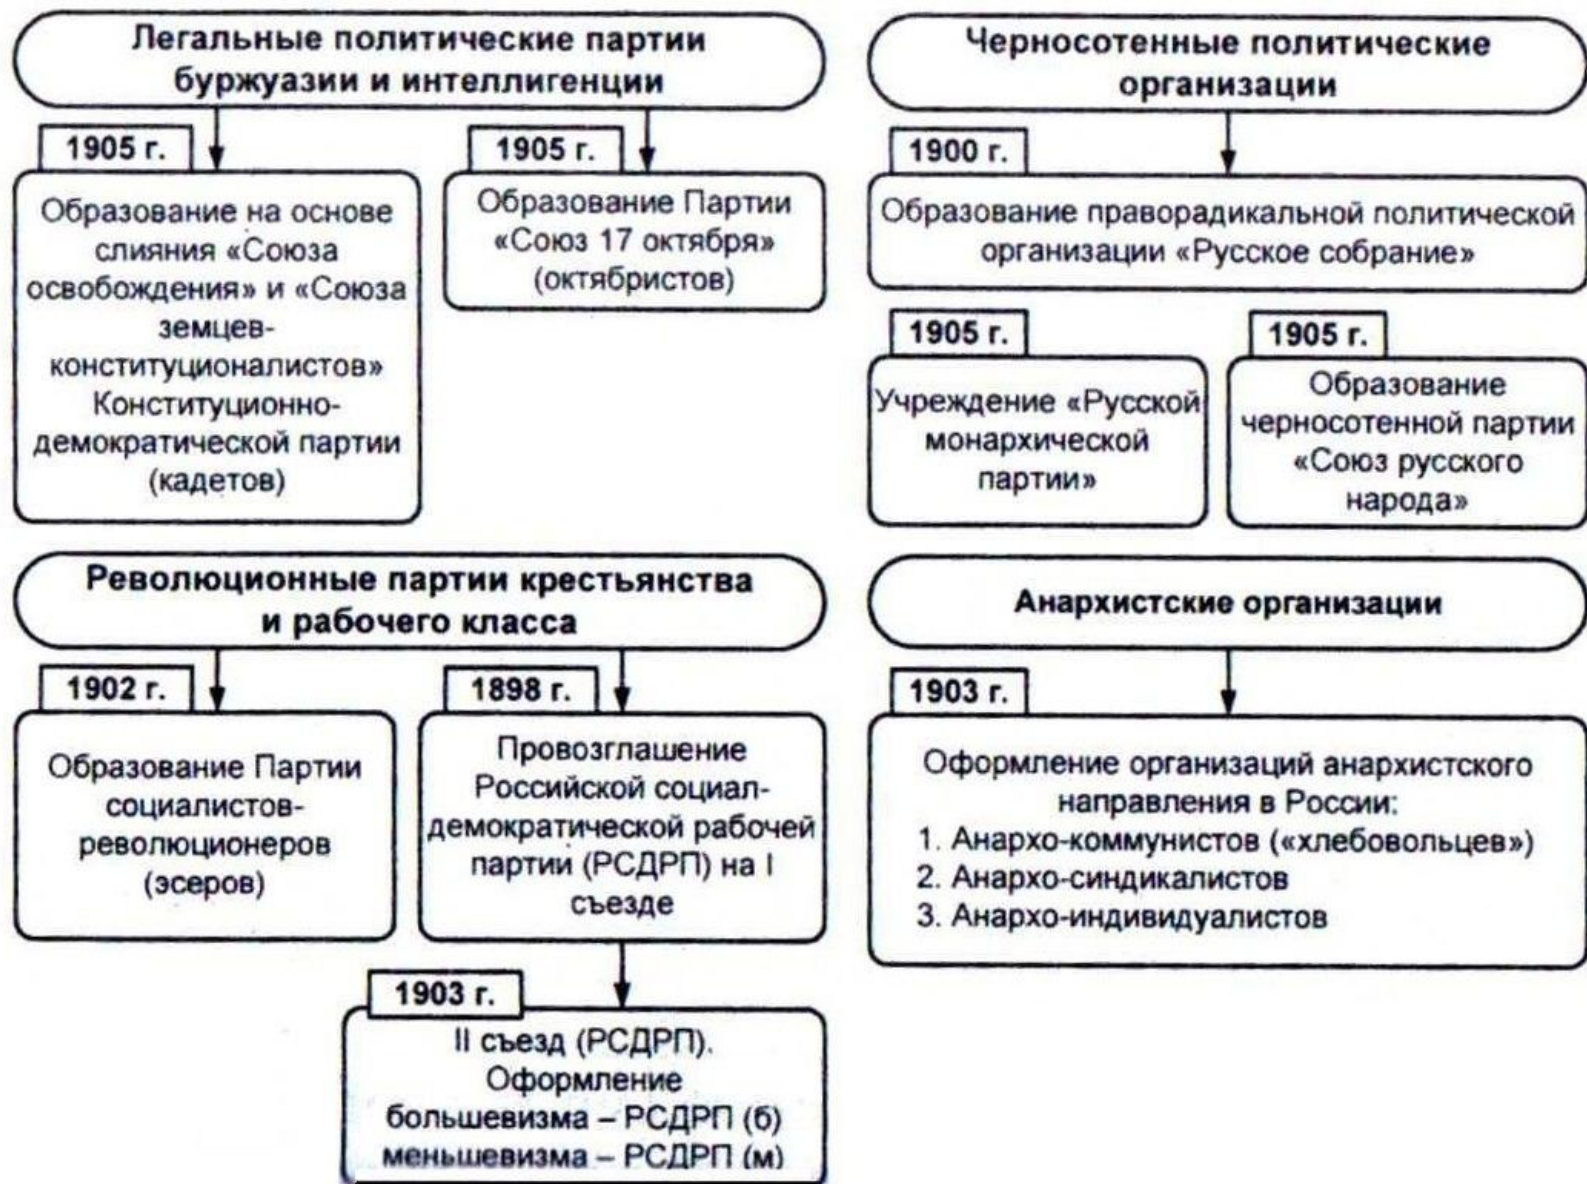 Легальные политические партии
буржуазии и интеллигенции
1905 г.
Образование на основе
слияния «Союза
освобождения» и «Союза
земцев-
конституционалистов»
Конституционно-
демократической партии
(кадетов)
1905 г.
Образование Партии
«Союз 17 октября»
(октябристов)
Черносотенные политические
организации
1900 г.
Образование праворадикальной политической
организации «Русское собрание»
1905 г.
Учреждение «Русской
монархической
партии»
1905 г.
Образование
черносотенной партии
«Союз русского
народа»
Революционные партии крестьянства
и рабочего класса
1902 г.
Образование Партии
социалистов-
революционеров
(эсеров)
1898 г.
Провозглашение
Российской социал-
демократической рабочей
партии (РСДРП) на I
съезде
1903 г.
II съезд (РСДРП).
Оформление
большевизма – РСДРП (б)
меньшевизма – РСДРП (м)
Анархистские организации
1903 г.
Оформление организаций анархистского
направления в России:
1. Анархо-коммунистов («хлебовольцев»)
2. Анархо-синдикалистов
3. Анархо-индивидуалистов